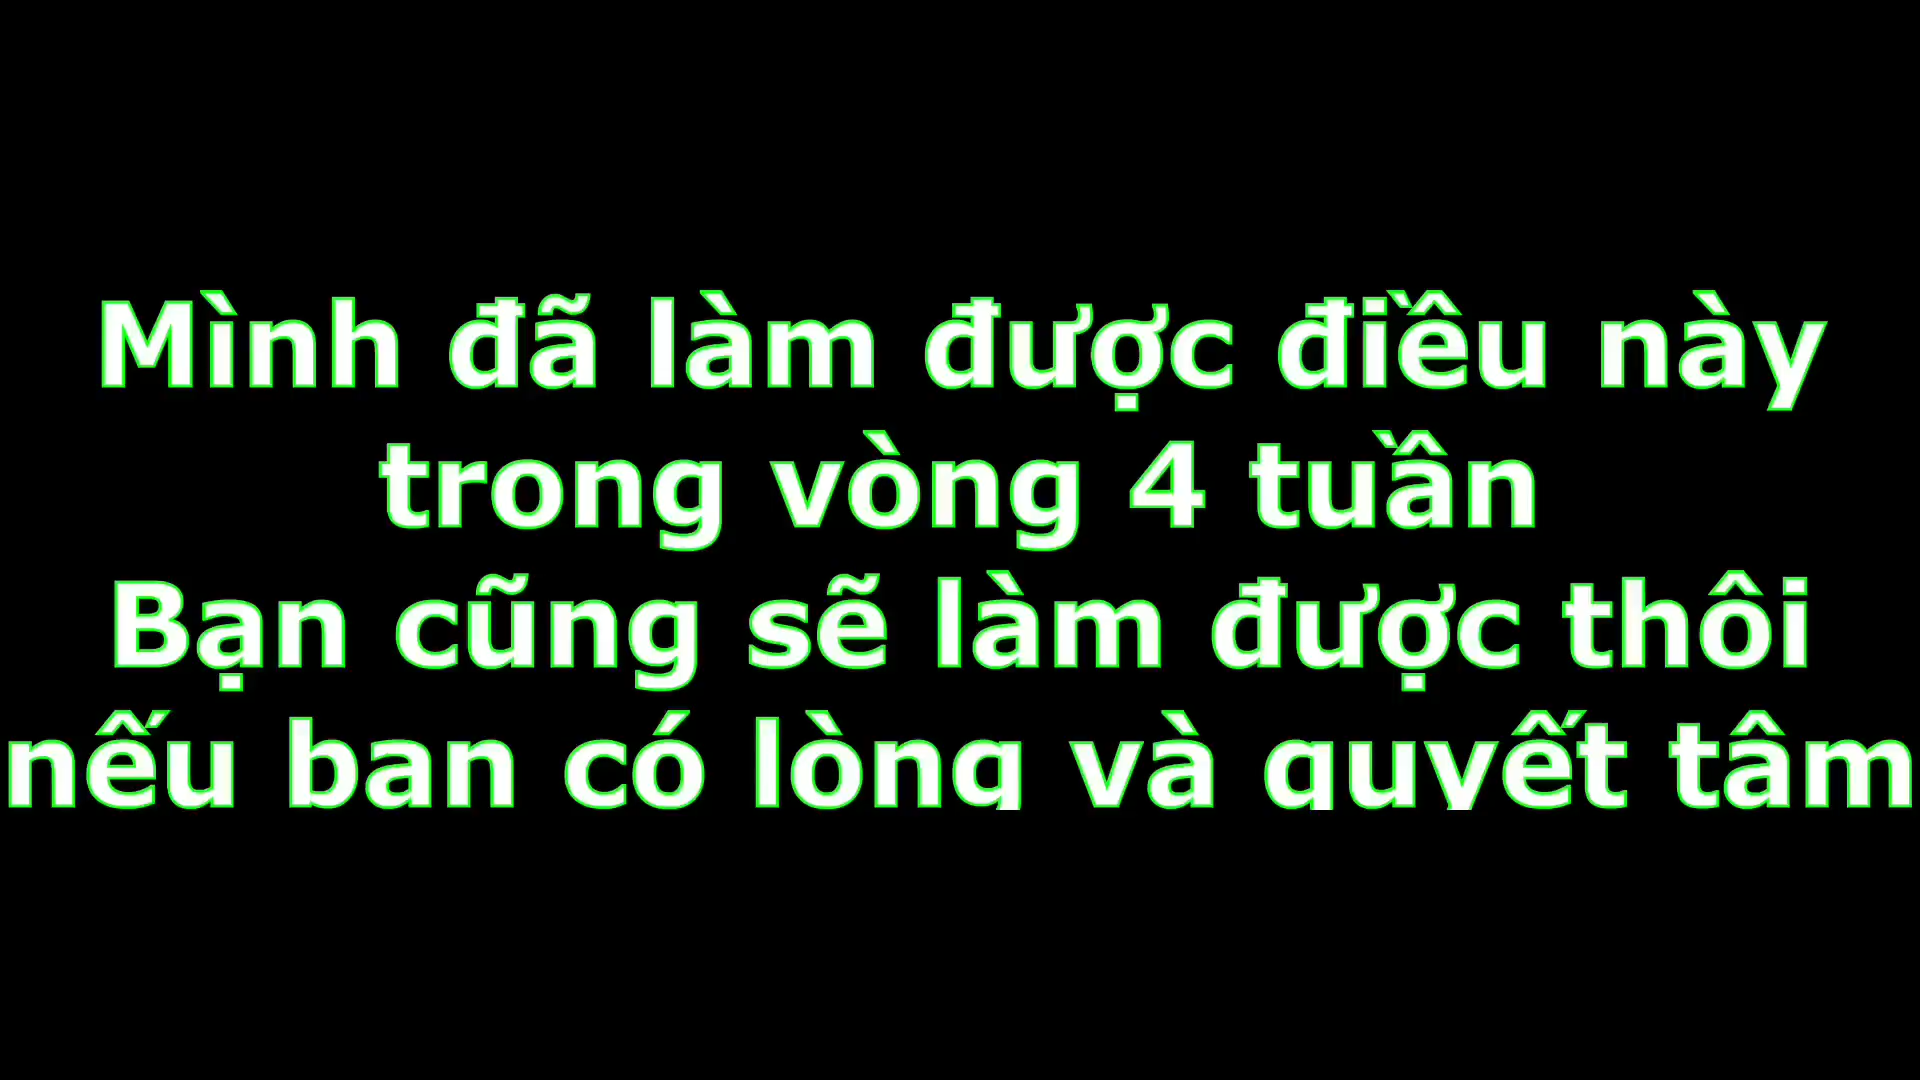 Mình đã làm được điều này
trong vòng 4 tuần
Bạn cũng sẽ làm được thôi
nếu bạn có lòng và quyết tâm